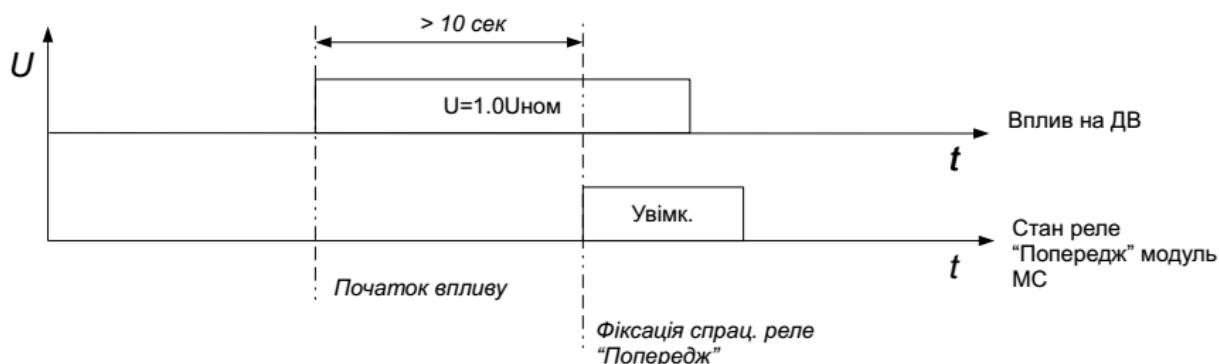 > 10 сек
U
U=1.0Uном
Вплив на ДВ
t
Увімк.
Стан реле
“Попередж” модуль
МС
t
Початок впливу
Фіксація спрац. реле
“Попередж”